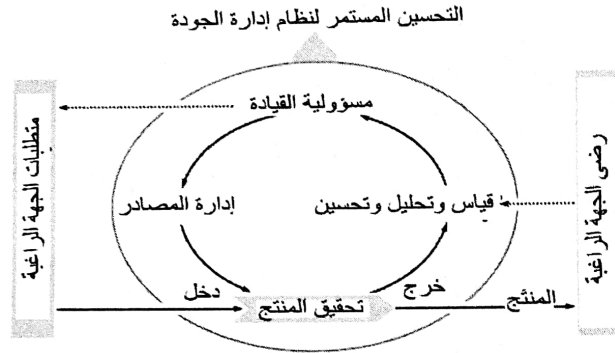 التحسين المستمر لنظام إدارة الجودة
مسؤولية القيادة
متطلبات الجهة الراغبة
رضى الجهة الراغبة
إدارة المصادر
قياس وتحليل وتحسين
دخل
خرج
المنتج
تحقيق المنتج